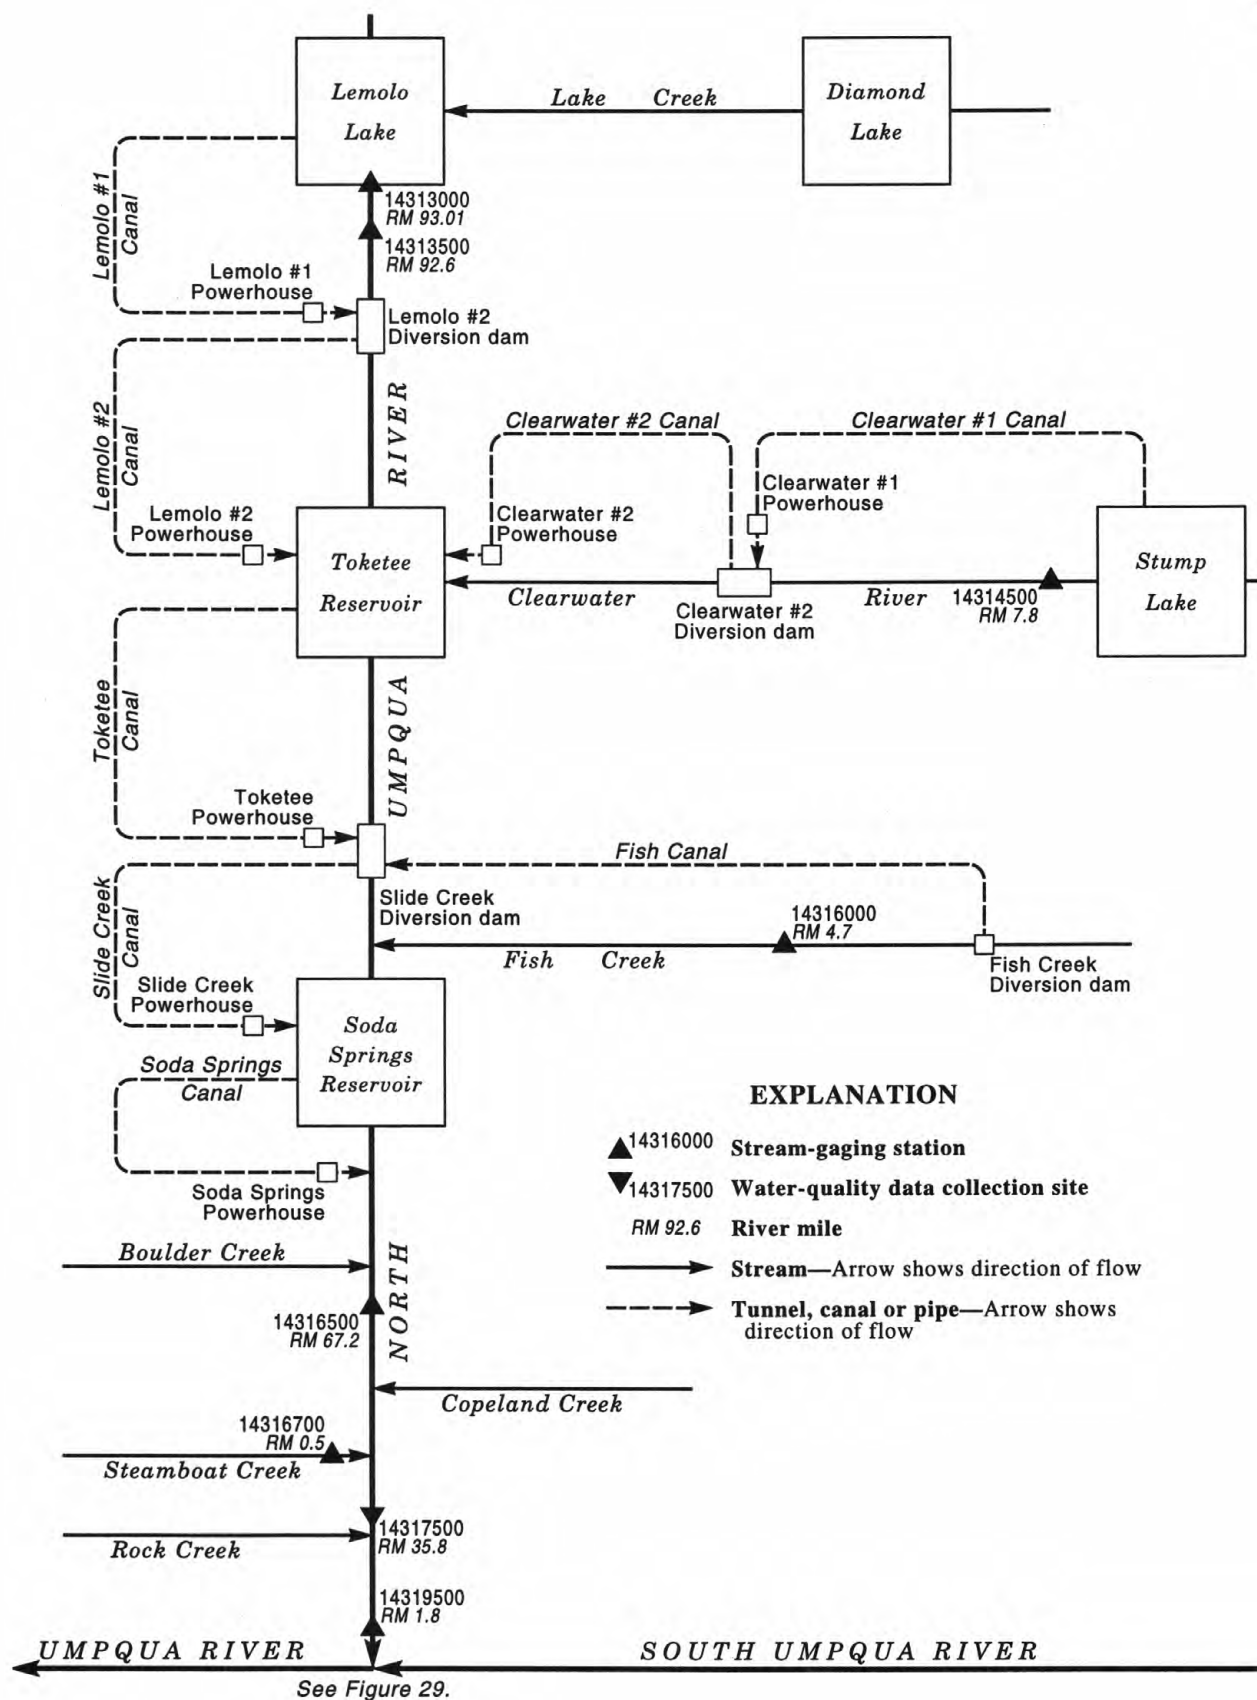 Lemolo
Lake
Lake Creek
Diamond
Lake
Lemolo #1
Canal
14313000
RM 93.01
14313500
RM 92.6
Lemolo #1
Powerhouse
Lemolo #2
Diversion dam
Lemolo #2
Canal
RIVER
Clearwater #2 Canal
Clearwater #1 Canal
Clearwater #1
Powerhouse
Lemolo #2
Powerhouse
Clearwater #2
Powerhouse
Toketee
Reservoir
Stump
Lake
Clearwater
River
14314500
RM 7.8
Clearwater #2
Diversion dam
Toketee
Canal
UMPQUA
Toketee
Powerhouse
Fish Canal
Slide Creek
Canal
Slide Creek
Diversion dam
14316000
RM 4.7
Fish Creek
Fish Creek
Diversion dam
Slide Creek
Powerhouse
Soda
Springs
Reservoir
Soda Springs
Canal
Soda Springs
Powerhouse
EXPLANATION
14316000 Stream-gaging station
14317500 Water-quality data collection site
RM 92.6 River mile
Stream—Arrow shows direction of flow
Tunnel, canal or pipe—Arrow shows
direction of flow
Boulder Creek
NORTH
14316500
RM 67.2
Copeland Creek
14316700
RM 0.5
Steamboat Creek
14317500
RM 35.8
Rock Creek
14319500
RM 1.8
UMPQUA RIVER
SOUTH UMPQUA RIVER
See Figure 29.